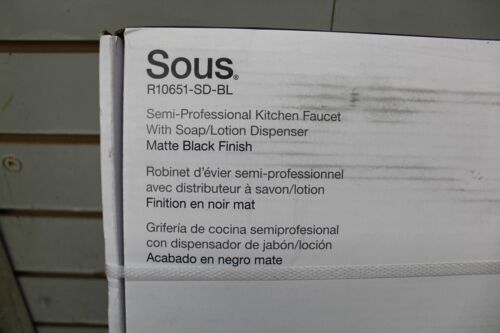 Sous®
R10651-SD-BL
Semi-Professional Kitchen Faucet
With Soap/Lotion Dispenser
Matte Black Finish
Robinet d'évier semi-professionnel
avec distributeur à savon/lotion
Finition en noir mat
Grifería de cocina semiprofesional
con dispensador de jabón/loción
Acabado en negro mate